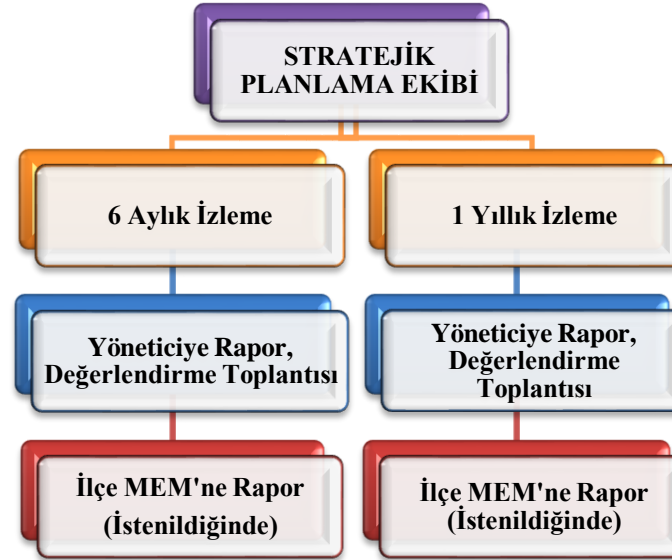 STRATEJİK
PLANLAMA EKİBİ
6 Aylık İzleme
1 Yıllık İzleme
Yöneticiye Rapor,
Değerlendirme Toplantısı
Yöneticiye Rapor,
Değerlendirme
Toplantısı
İlçe MEM'ne Rapor
(İstenildiğinde)
İlçe MEM'ne Rapor
(İstenildiğinde)